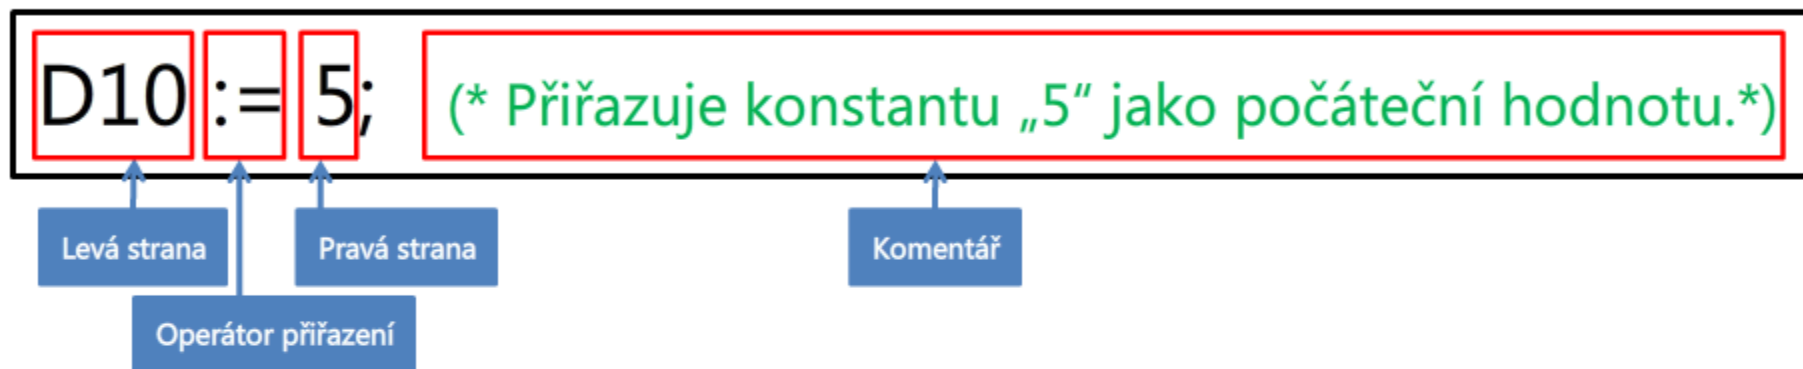 D10 := 5; (* Přiřazuje konstantu „5“ jako počáteční hodnotu.*)
Levá strana
Pravá strana
Komentář
Operátor přiřazení